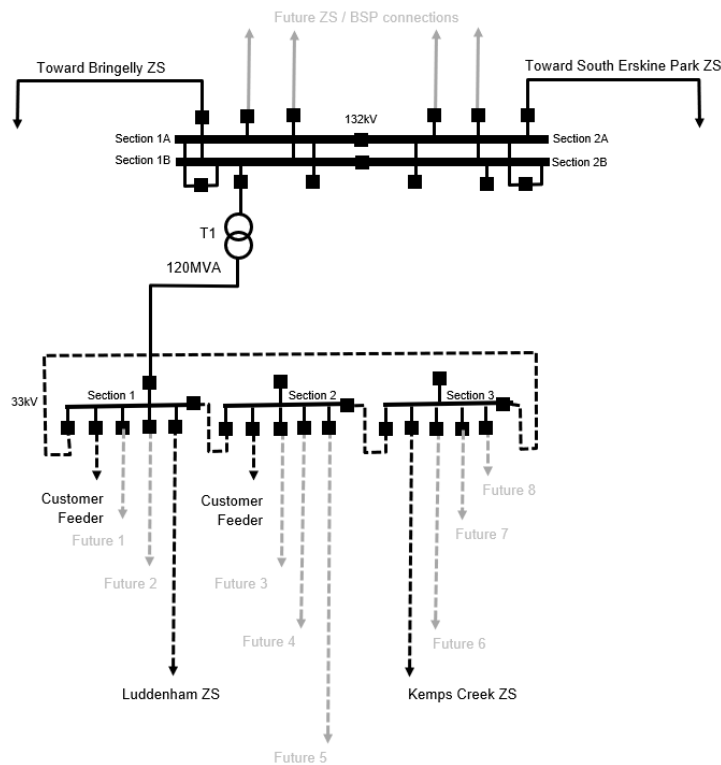 Future ZS / BSP connections
Toward Bringelly ZS
Toward South Erskine Park ZS
132kV
Section 1A
Section 2A
Section 1B
Section 2B
T1
120MVA
33kV
Section 1
Section 2
Section 3
Customer
Feeder
Customer
Feeder
Future 8
Future 7
Future 1
Future 2
Future 3
Future 4
Future 6
Luddenham ZS
Kemps Creek ZS
Future 5